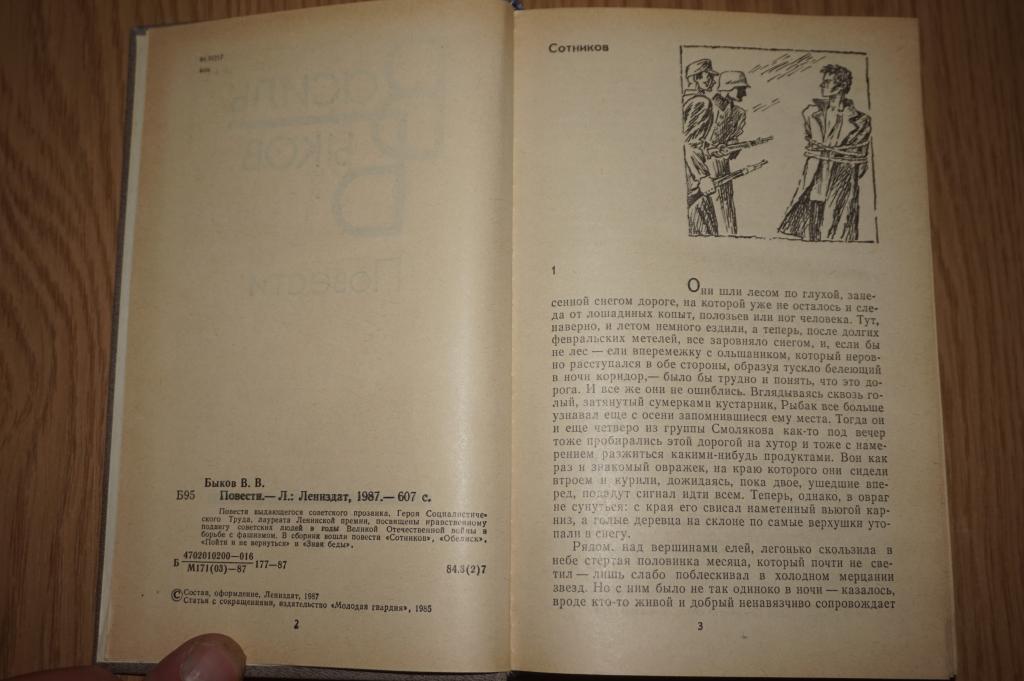 Быков В. В.
Б95 Повести.— Л.: Лениздат, 1987.— 607 с.
Повести выдающегося советского прозаика, Героя Социалистиче-
ского Труда, лауреата Ленинской премии, посвящены нравственному
подвигу советских людей в годы Великой Отечественной войны в
борьбе с фашизмом. В сборник вошли повести «Сотников», «Обелиск»,
«Пойти и не вернуться» и «Знак беды».
Б 4702010200—016
М171(03)—87 177—87 84.3(2)7
© Состав, оформление, Лениздат, 1987
Статья с сокращениями, издательство «Молодая гвардия», 1985
2
Сотников
1
Они шли лесом по глухой, зане-
сенной снегом дороге, на которой уже не осталось и сле-
да от лошадиных копыт, полозьев или ног человека. Тут,
наверно, и летом немного ездили, а теперь, после долгих
февральских метелей, все заровняло снегом, и, если бы
не лес — ели вперемежку с ольшаником, который неров-
но расступался в обе стороны, образуя тускло белеющий
в ночи коридор,— было бы трудно и понять, что это до-
рога. И все же они не ошиблись. Вглядываясь сквозь го-
лый, затянутый сумерками кустарник, Рыбак все больше
узнавал еще с осени запомнившиеся ему места. Тогда он
и еще четверо из группы Смолякова как-то под вечер
тоже пробирались этой дорогой на хутор и тоже с наме-
рением разжиться какими-нибудь продуктами. Вон как
раз и знакомый овражек, на краю которого они сидели
втроем и курили, дожидаясь, пока двое, ушедшие впе-
ред, подадут сигнал идти всем. Теперь, однако, в овраг
не сунуться: с края его свисал наметенный вьюгой кар-
низ, а голые деревца на склоне по самые верхушки уто-
пали в снегу.
Рядом, над вершинами елей, легонько скользила в
небе стертая половинка месяца, который почти не све-
тил — лишь слабо поблескивал в холодном мерцании
звезд. Но с ним было не так одиноко в ночи — казалось,
вроде кто-то живой и добрый ненавязчиво сопровождает
3